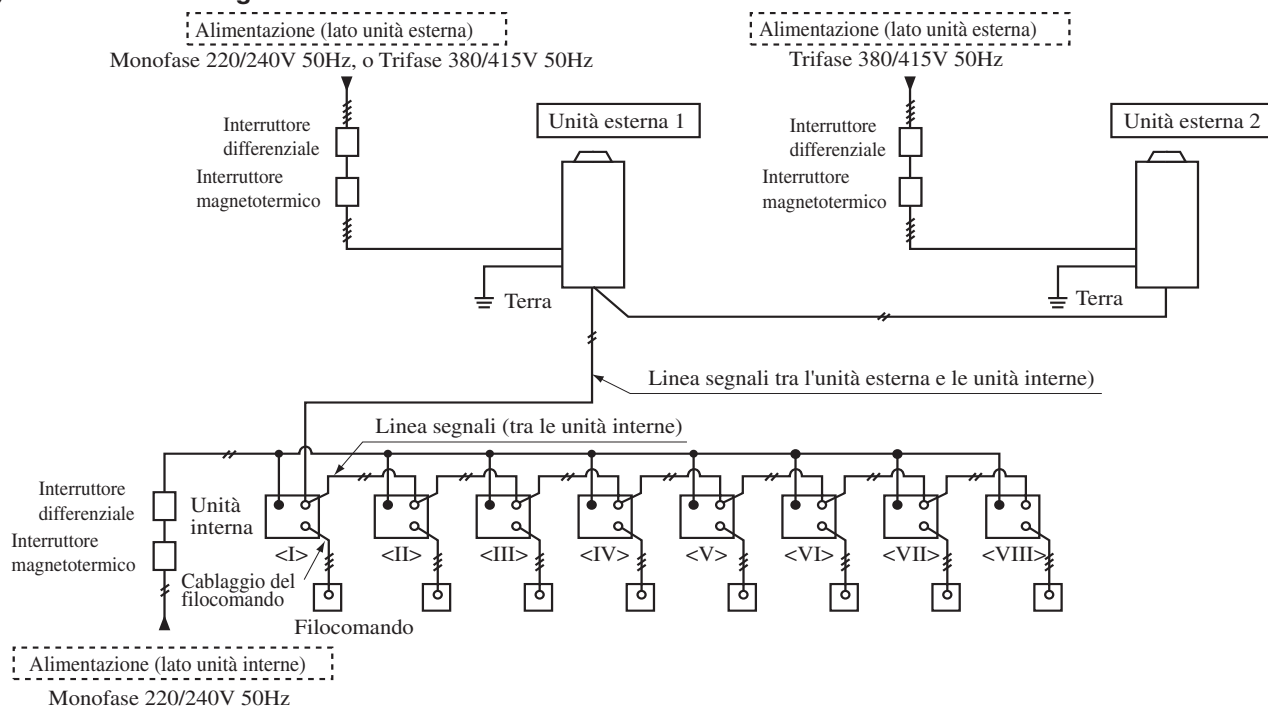 Alimentazione (lato unità esterna)
Monofase 220/240V 50Hz, o Trifase 380/415V 50Hz
Alimentazione (lato unità esterna)
Trifase 380/415V 50Hz
Interruttore
differenziale
Interruttore
magnetotermico
Unità esterna 1
Interruttore
differenziale
Interruttore
magnetotermico
Unità esterna 2
Terra
Terra
Linea segnali tra l'unità esterna e le unità interne)
Linea segnali (tra le unità interne)
Interruttore
differenziale
Interruttore
magnetotermico
Unità
interna
<I>
<II>
<III>
<IV>
<V>
<VI>
<VII>
<VIII>
Cablaggio del
filocomando
Filocomando
Alimentazione (lato unità interne)
Monofase 220/240V 50Hz